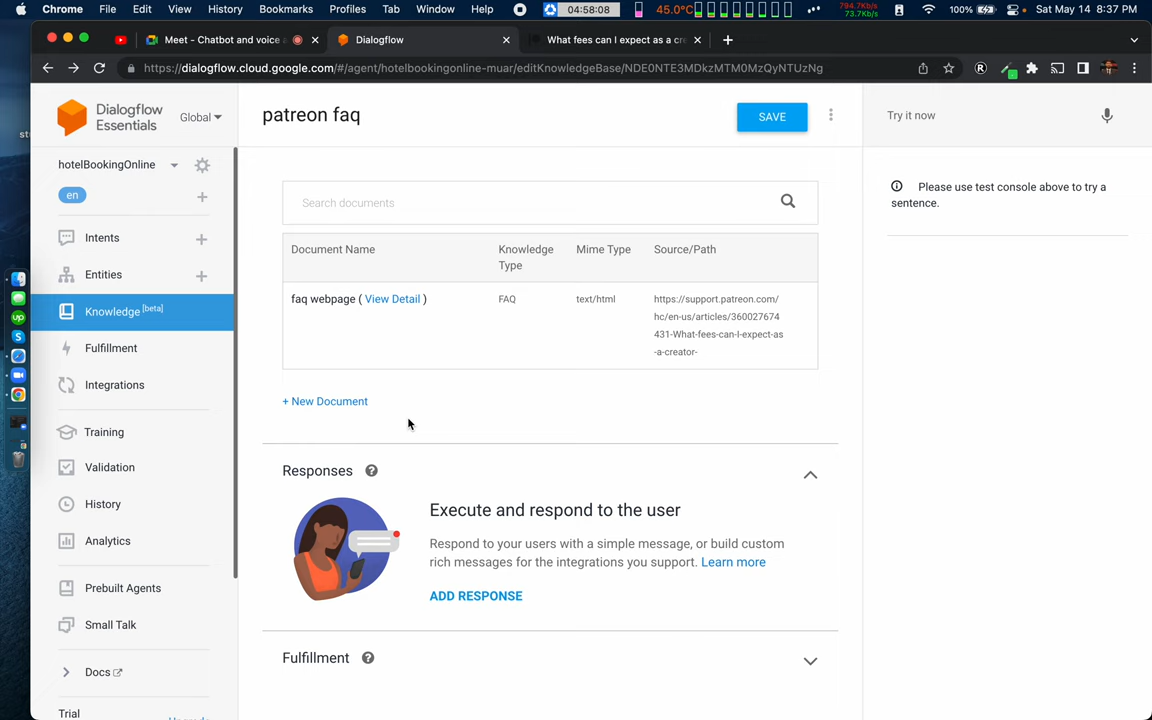 Chrome File Edit View History Bookmarks Profiles Tab Window Help 04:58:08 45.0°C 794.7Kb/s 73.7Kb/s 100% Sat May 14 8:37 PM
Meet - Chatbot and voice a
Dialogflow
What fees can I expect as a cre
https://dialogflow.cloud.google.com/#/agent/hotelbookingonline-muar/editKnowledgeBase/NDE0NTE3MDkzMTM0MzQyNTUzNg
Dialogflow
Essentials
Global
patreon faq
SAVE
Try it now
hotelBookingOnline
en
Please use test console above to try a
sentence.
Intents
Entities
Knowledge [beta]
Fulfillment
Integrations
Training
Validation
History
Analytics
Prebuilt Agents
Small Talk
Docs
Trial
Search documents
Document Name
Knowledge
Type
Mime Type
Source/Path
faq webpage ( View Detail )
FAQ
text/html
https://support.patreon.com/
hc/en-us/articles/360027674
431-What-fees-can-I-expect-as
-a-creator-
+ New Document
Responses
Execute and respond to the user
Respond to your users with a simple message, or build custom
rich messages for the integrations you support. Learn more
ADD RESPONSE
Fulfillment